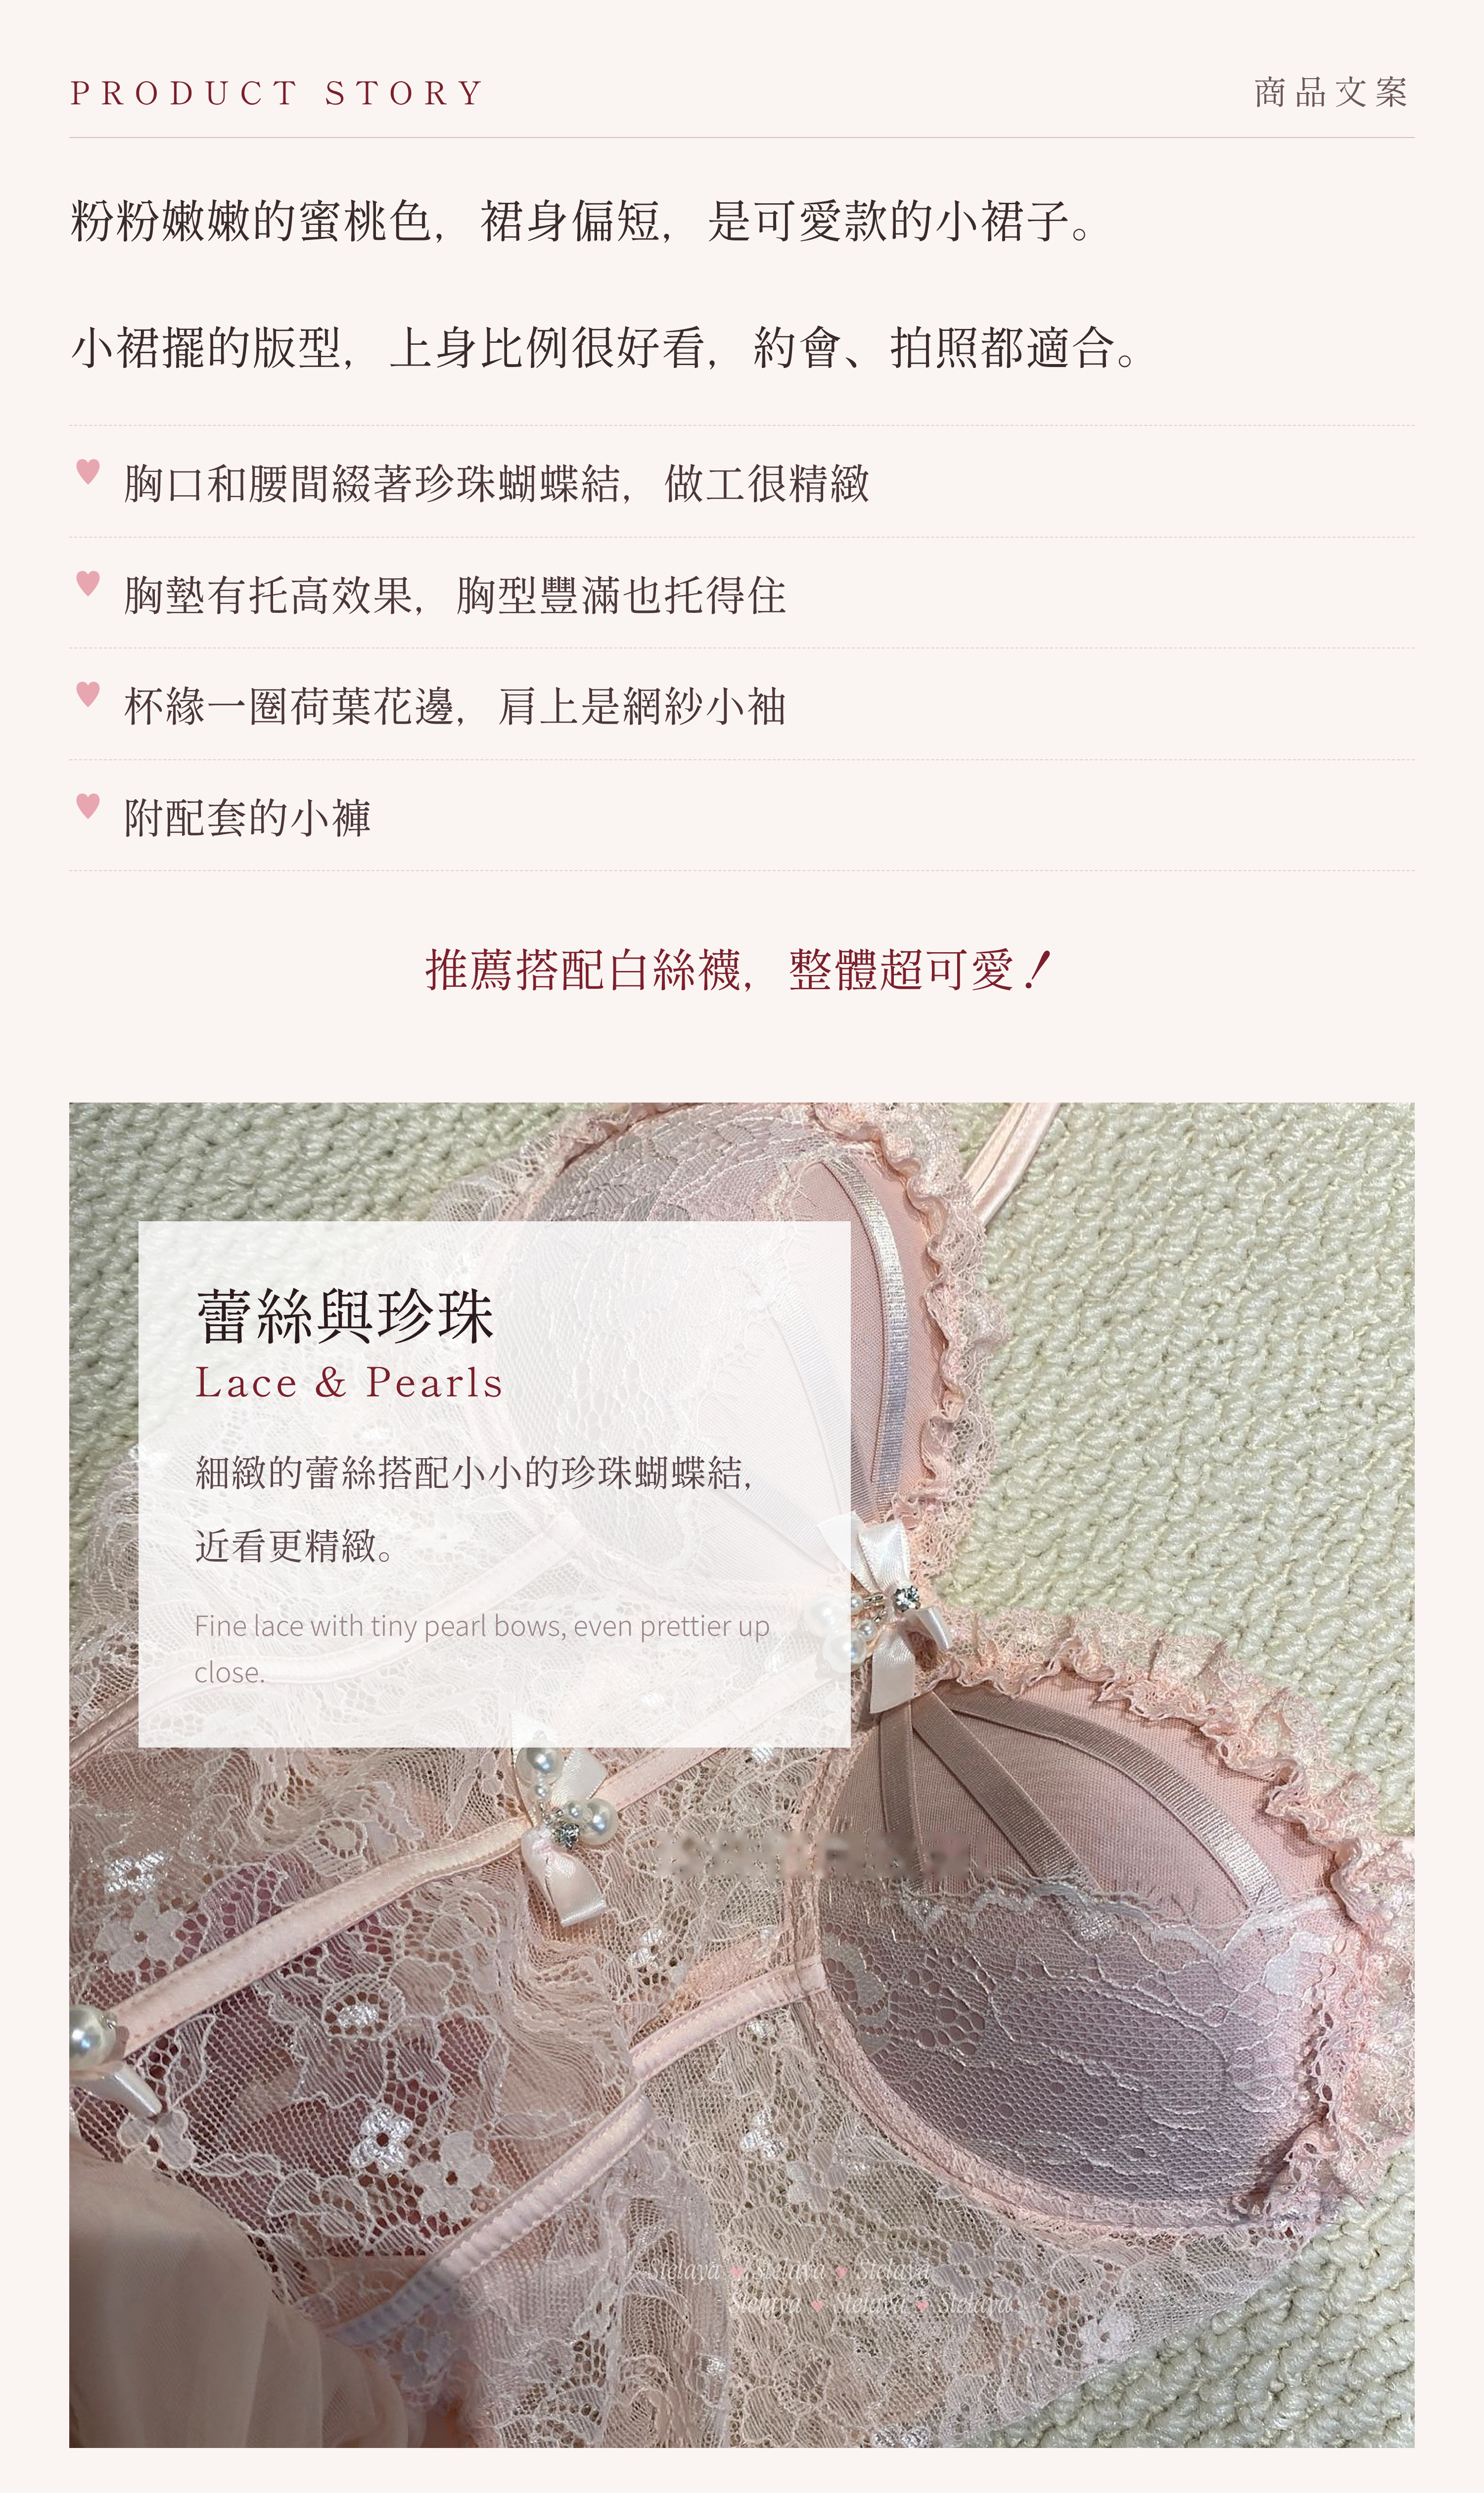 PRODUCT STORY
商品文案
粉粉嫩嫩的蜜桃色，裙身偏短，是可愛款的小裙子。
小裙擺的版型，上身比例很好看，約會、拍照都適合。
胸口和腰間綴著珍珠蝴蝶結，做工很精緻
胸墊有托高效果，胸型豐滿也托得住
杯緣一圈荷葉花邊，肩上是網紗小袖
附配套的小褲
推薦搭配白絲襪，整體超可愛！
蕾絲與珍珠
Lace & Pearls
細緻的蕾絲搭配小小的珍珠蝴蝶結，
近看更精緻。
Fine lace with tiny pearl bows, even prettier up
close.
Stelaya ♥ Stelaya ♥ Stelaya
Stelaya ♥ Stelaya ♥ Stelaya